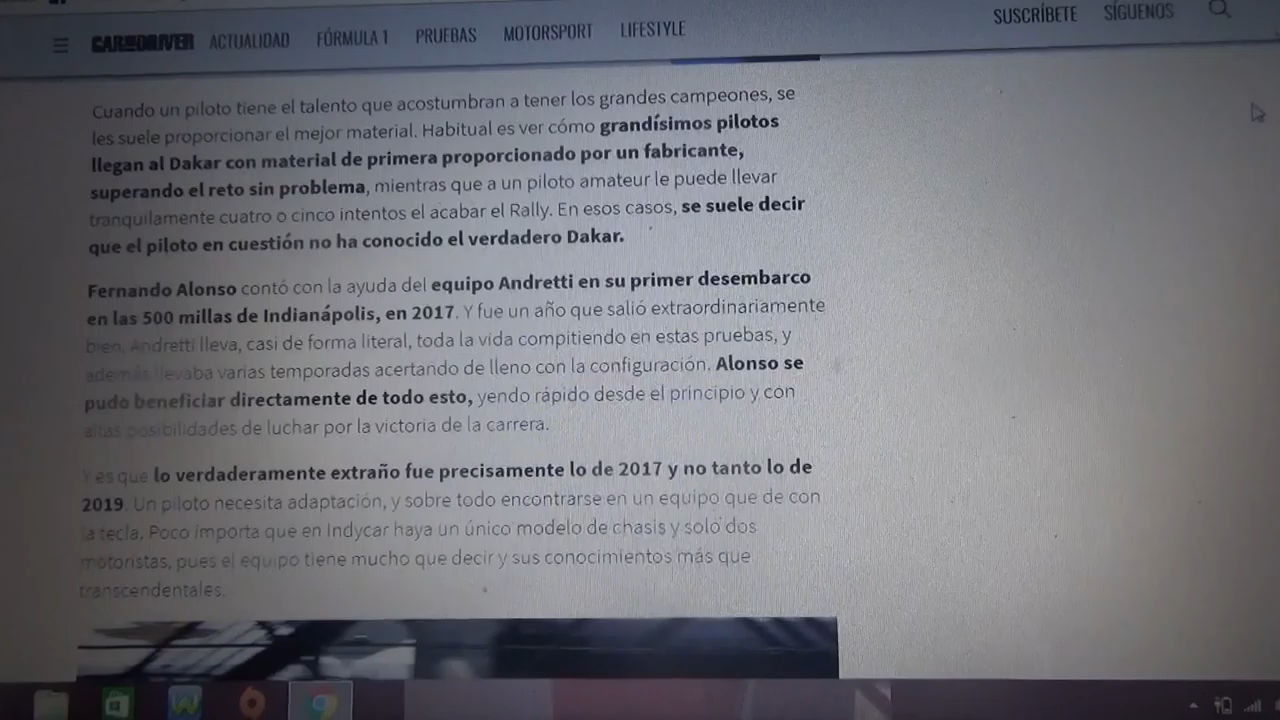 CAR AND DRIVER ACTUALIDAD FÓRMULA 1 PRUEBAS MOTORSPORT LIFESTYLE SUSCRÍBETE SÍGUENOS
Cuando un piloto tiene el talento que acostumbran a tener los grandes campeones, se
les suele proporcionar el mejor material. Habitual es ver cómo grandísimos pilotos
llegan al Dakar con material de primera proporcionado por un fabricante,
superando el reto sin problema, mientras que a un piloto amateur le puede llevar
tranquilamente cuatro o cinco intentos el acabar el Rally. En esos casos, se suele decir
que el piloto en cuestión no ha conocido el verdadero Dakar.
Fernando Alonso contó con la ayuda del equipo Andretti en su primer desembarco
en las 500 millas de Indianápolis, en 2017. Y fue un año que salió extraordinariamente
bien. Andretti lleva, casi de forma literal, toda la vida compitiendo en estas pruebas, y
además llevaba varias temporadas acertando de lleno con la configuración. Alonso se
pudo beneficiar directamente de todo esto, yendo rápido desde el principio y con
altas posibilidades de luchar por la victoria de la carrera.
Y es que lo verdaderamente extraño fue precisamente lo de 2017 y no tanto lo de
2019. Un piloto necesita adaptación, y sobre todo encontrarse en un equipo que de con
la tecla. Poco importa que en Indycar haya un único modelo de chasis y solo dos
motoristas, pues el equipo tiene mucho que decir y sus conocimientos más que
transcendentales.